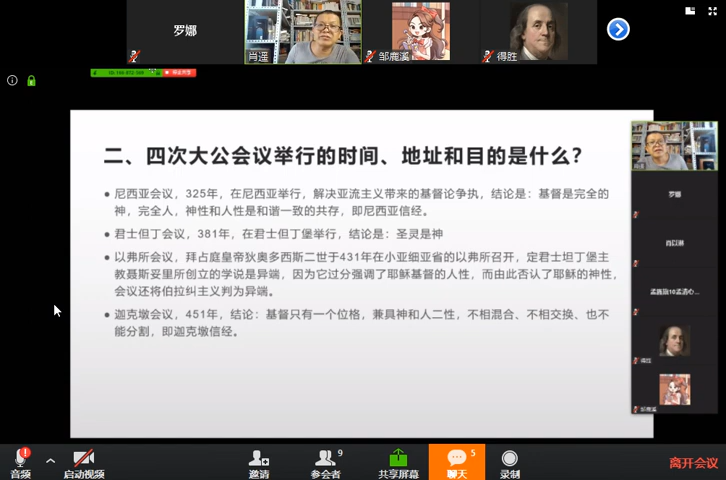 罗娜
肖遥
邹鹿溪
得胜
二、四次大公会议举行的时间、地址和目的是什么?
尼西亚会议,325年,在尼西亚举行,解决亚流主义带来的基督论争执,结论是:基督是完全的
神,完全人,神性和人性是和谐一致的共存,即尼西亚信经。
君士但丁会议,381年,在君士但丁堡举行,结论是:圣灵是神
以弗所会议,拜占庭皇帝狄奥多西斯二世于431年在小亚细亚省的以弗所召开,定君士坦丁堡主
教聂斯妥里所创立的学说是异端,因为它过分强调了耶稣基督的人性,而由此否认了耶稣的神性,
会议还将伯拉纠主义判为异端。
迦克墩会议,451年,结论:基督只有一个位格,兼具神和人二性,不相混合、不相交换、也不
能分割,即迦克墩信经。
罗娜
得胜
邹鹿溪
音频
启动视频
邀请
参会者
9
共享屏幕
聊天
5
录制
离开会议